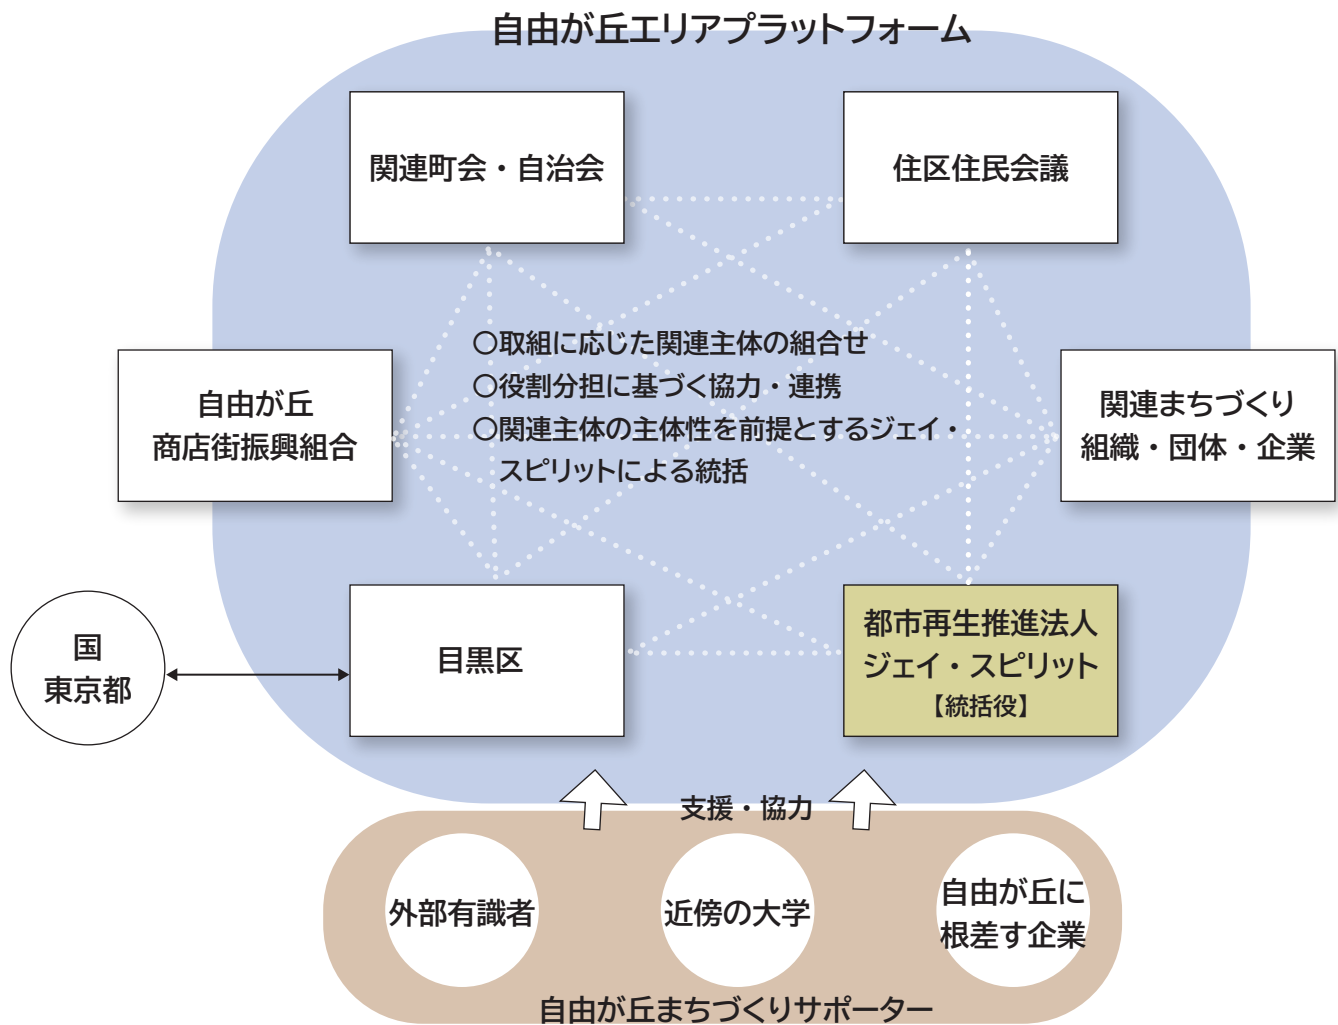 自由が丘エリアプラットフォーム
関連町会・自治会
住区住民会議
〇取組に応じた関連主体の組合せ
〇役割分担に基づく協力・連携
〇関連主体の主体性を前提とするジェイ・
スピリットによる統括
自由が丘
商店街振興組合
関連まちづくり
組織・団体・企業
国
東京都
目黒区
都市再生推進法人
ジェイ・スピリット
【統括役】
支援・協力
外部有識者
近傍の大学
自由が丘に
根差す企業
自由が丘まちづくりサポーター